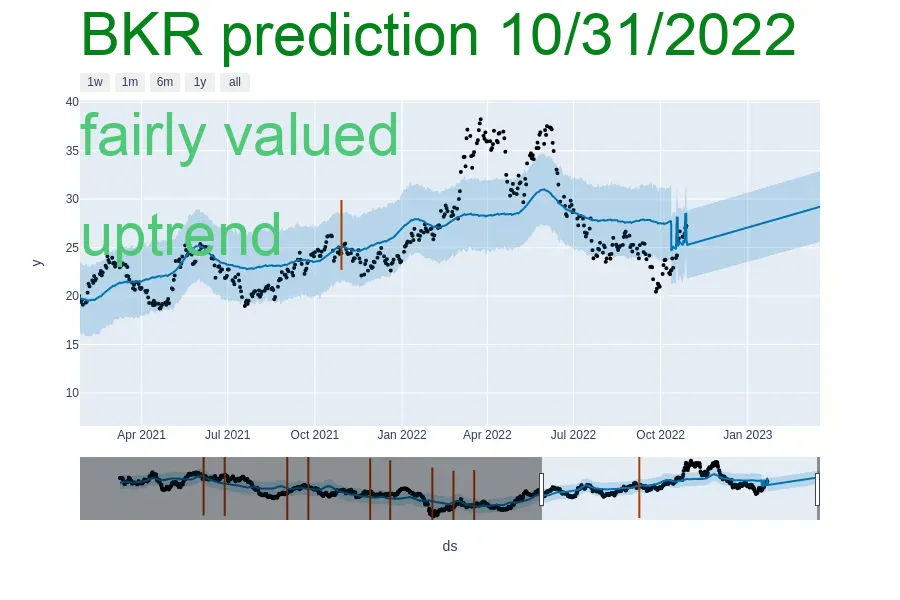 BKR prediction 10/31/2022
1w 1m 6m 1y all
fairly valued
uptrend
40
35
30
25
20
15
10
y
Apr 2021 Jul 2021 Oct 2021 Jan 2022 Apr 2022 Jul 2022 Oct 2022 Jan 2023
ds